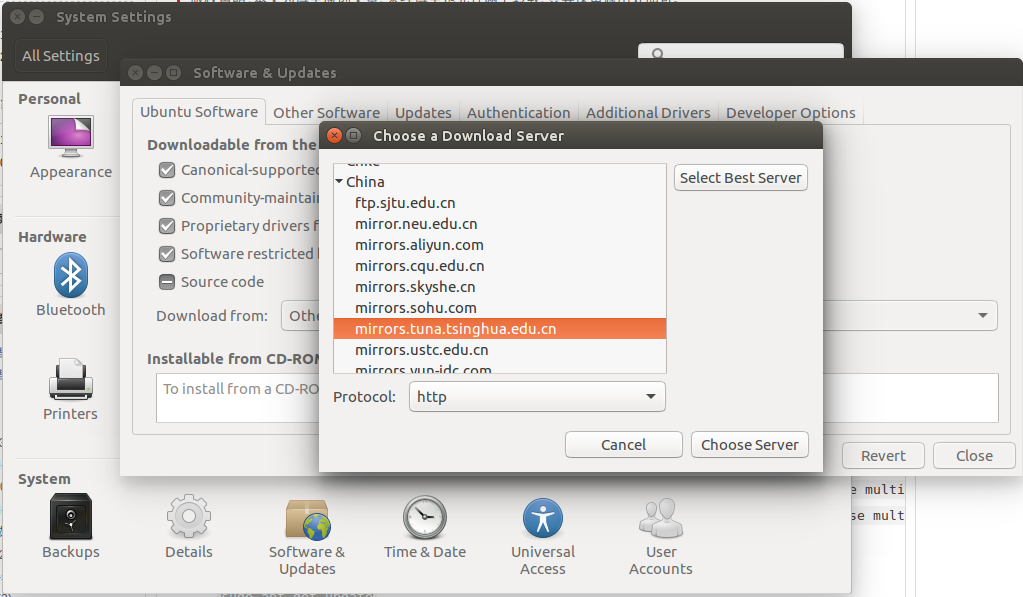 System Settings
All Settings
Software & Updates
Personal
Appearance
Hardware
Bluetooth
Printers
System
Backups
Details
Software &
Updates
Time & Date
Universal
Access
User
Accounts
Ubuntu Software
Other Software
Updates
Authentication
Additional Drivers
Developer Options
Downloadable from the
Canonical-supported
Community-maintain
Proprietary drivers f
Software restricted
Source code
Download from:
Othe
Installable from CD-ROM
To install from a CD-RO
Revert
Close
Choose a Download Server
China
ftp.sjtu.edu.cn
mirror.neu.edu.cn
mirrors.aliyun.com
mirrors.cqu.edu.cn
mirrors.skyshe.cn
mirrors.sohu.com
mirrors.tuna.tsinghua.edu.cn
mirrors.ustc.edu.cn
mirrors.yun-idc.com
Select Best Server
Protocol:
http
Cancel
Choose Server
e multi
se mult